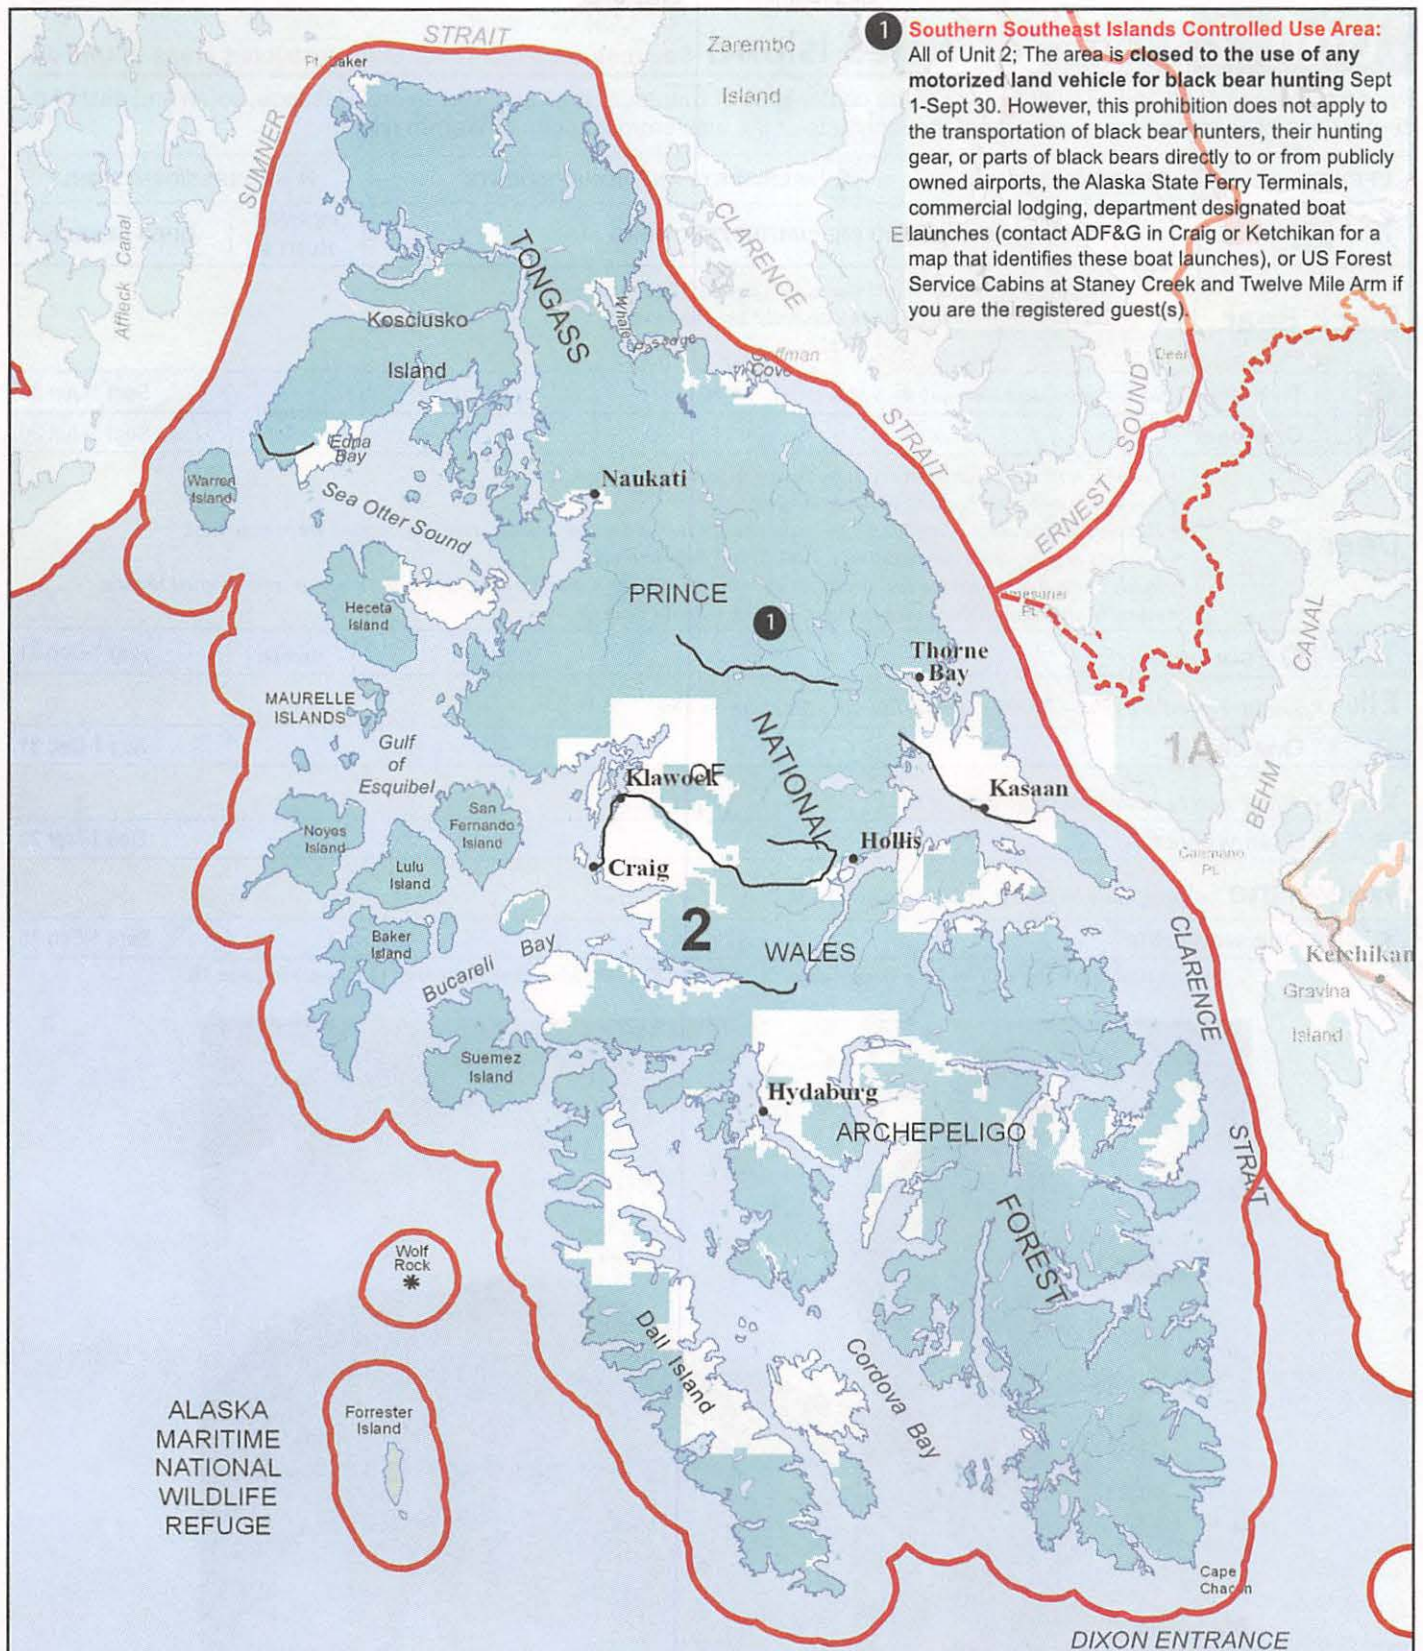 STRAIT
Zarembo
Island
1 Southern Southeast Islands Controlled Use Area:
All of Unit 2; The area is closed to the use of any
motorized land vehicle for black bear hunting Sept
1-Sept 30. However, this prohibition does not apply to
the transportation of black bear hunters, their hunting
gear, or parts of black bears directly to or from publicly
owned airports, the Alaska State Ferry Terminals,
commercial lodging, department designated boat
launches (contact ADF&G in Craig or Ketchikan for a
map that identifies these boat launches), or US Forest
Service Cabins at Staney Creek and Twelve Mile Arm if
you are the registered guest(s).
Pt. Baker
1B
SUMNER
Affleck Canal
CLARENCE
TONGASS
Whale
Passage
Kosciusko
Island
Coffman
Cove
STRAIT
SOUND
ERNEST
Edna
Bay
Warren
Island
Sea Otter Sound
Naukati
PRINCE
1
Heceta
Island
Thorne
Bay
CANAL
BEHM
MAURELLE
ISLANDS
Gulf
of
Esquibel
NATIONAL
1A
Klawock
OF
Kasaan
San
Fernando
Island
Noyes
Island
Lulu
Island
Craig
Hollis
Caamano
Pt.
Baker
Island
Bucareli Bay
2
WALES
CLARENCE
Ketchikan
Gravina
Island
Suemez
Island
Hydaburg
ARCHEPELIGO
STRAIT
FOREST
Wolf
Rock
Dall Island
Cordova Bay
ALASKA
MARITIME
NATIONAL
WILDLIFE
REFUGE
Forrester
Island
Cape
Chacon
DIXON ENTRANCE